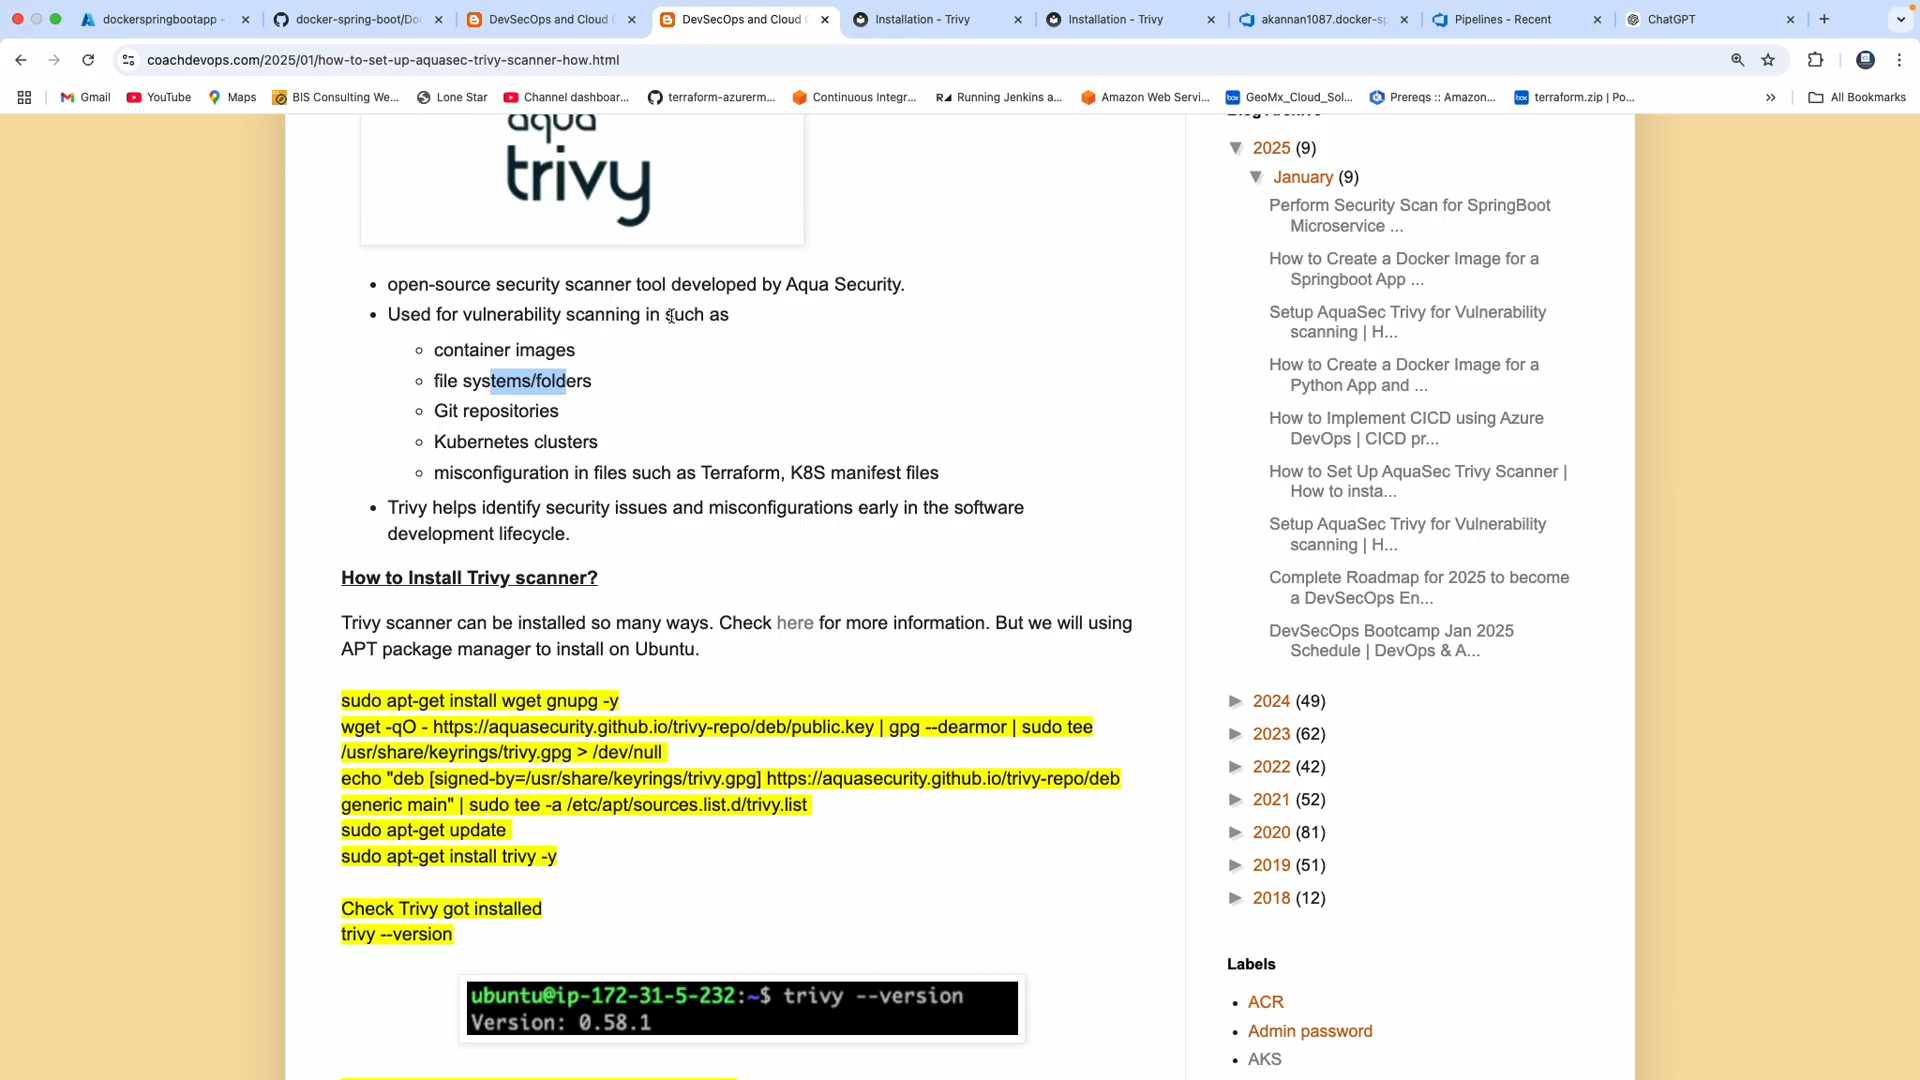 dockerspringbootapp -
docker-spring-boot/Doc
DevSecOps and Cloud C
DevSecOps and Cloud C
Installation - Trivy
Installation - Trivy
akannan1087.docker-sp
Pipelines - Recent
ChatGPT
coachdevops.com/2025/01/how-to-set-up-aquasec-trivy-scanner-how.html
Gmail
YouTube
Maps
BIS Consulting We...
Lone Star
Channel dashboar...
terraform-azurerm...
Continuous Integr...
Running Jenkins a...
Amazon Web Servi...
GeoMx_Cloud_Sol...
Prereqs :: Amazon...
terraform.zip | Po...
»
All Bookmarks
aqua
trivy
• open-source security scanner tool developed by Aqua Security.
• Used for vulnerability scanning in such as
container images
file systems/folders
Git repositories
Kubernetes clusters
misconfiguration in files such as Terraform, K8S manifest files
• Trivy helps identify security issues and misconfigurations early in the software
development lifecycle.
How to Install Trivy scanner?
Trivy scanner can be installed so many ways. Check here for more information. But we will using
APT package manager to install on Ubuntu.
sudo apt-get install wget gnupg -y
wget -qO - https://aquasecurity.github.io/trivy-repo/deb/public.key | gpg --dearmor | sudo tee
/usr/share/keyrings/trivy.gpg > /dev/null
echo "deb [signed-by=/usr/share/keyrings/trivy.gpg] https://aquasecurity.github.io/trivy-repo/deb
generic main" | sudo tee -a /etc/apt/sources.list.d/trivy.list
sudo apt-get update
sudo apt-get install trivy -y
Check Trivy got installed
trivy --version
ubuntu@ip-172-31-5-232:~$ trivy --version
Version: 0.58.1
Blog Archive
▼ 2025 (9)
▼ January (9)
Perform Security Scan for SpringBoot
Microservice ...
How to Create a Docker Image for a
Springboot App ...
Setup AquaSec Trivy for Vulnerability
scanning | H...
How to Create a Docker Image for a
Python App and ...
How to Implement CICD using Azure
DevOps | CICD pr...
How to Set Up AquaSec Trivy Scanner |
How to insta...
Setup AquaSec Trivy for Vulnerability
scanning | H...
Complete Roadmap for 2025 to become
a DevSecOps En...
DevSecOps Bootcamp Jan 2025
Schedule | DevOps & A...
► 2024 (49)
► 2023 (62)
► 2022 (42)
► 2021 (52)
► 2020 (81)
► 2019 (51)
► 2018 (12)
Labels
• ACR
• Admin password
• AKS